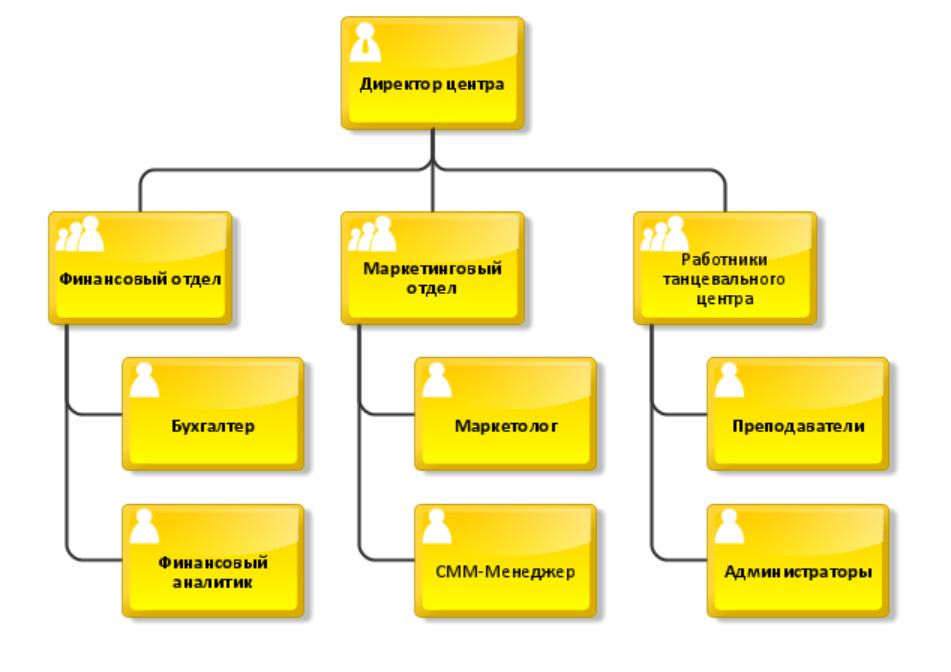 Директор центра
Финансовый отдел
Маркетинговый
отдел
Работники
танцевального
центра
Бухгалтер
Маркетолог
Преподаватели
Финансовый
аналитик
СММ-Менеджер
Администраторы